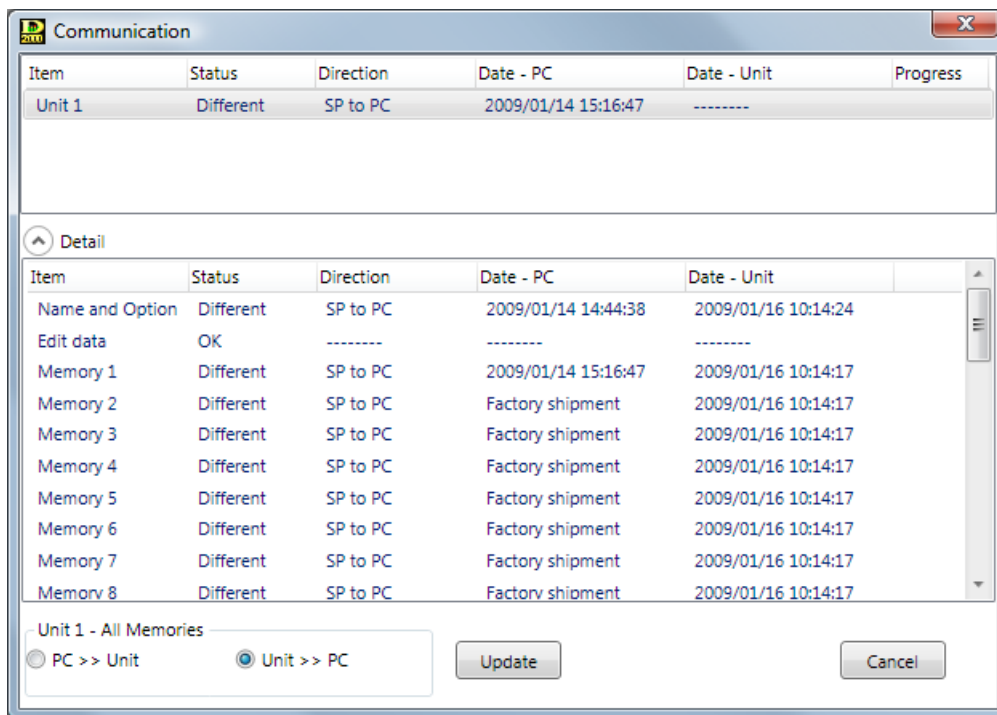 Communication
Item Status Direction Date - PC Date - Unit Progress
Unit 1 Different SP to PC 2009/01/14 15:16:47 --------
Detail
Item Status Direction Date - PC Date - Unit
Name and Option Different SP to PC 2009/01/14 14:44:38 2009/01/16 10:14:24
Edit data OK -------- -------- --------
Memory 1 Different SP to PC 2009/01/14 15:16:47 2009/01/16 10:14:17
Memory 2 Different SP to PC Factory shipment 2009/01/16 10:14:17
Memory 3 Different SP to PC Factory shipment 2009/01/16 10:14:17
Memory 4 Different SP to PC Factory shipment 2009/01/16 10:14:17
Memory 5 Different SP to PC Factory shipment 2009/01/16 10:14:17
Memory 6 Different SP to PC Factory shipment 2009/01/16 10:14:17
Memory 7 Different SP to PC Factory shipment 2009/01/16 10:14:17
Memory 8 Different SP to PC Factory shipment 2009/01/16 10:14:17
Unit 1 - All Memories
PC >> Unit Unit >> PC Update Cancel